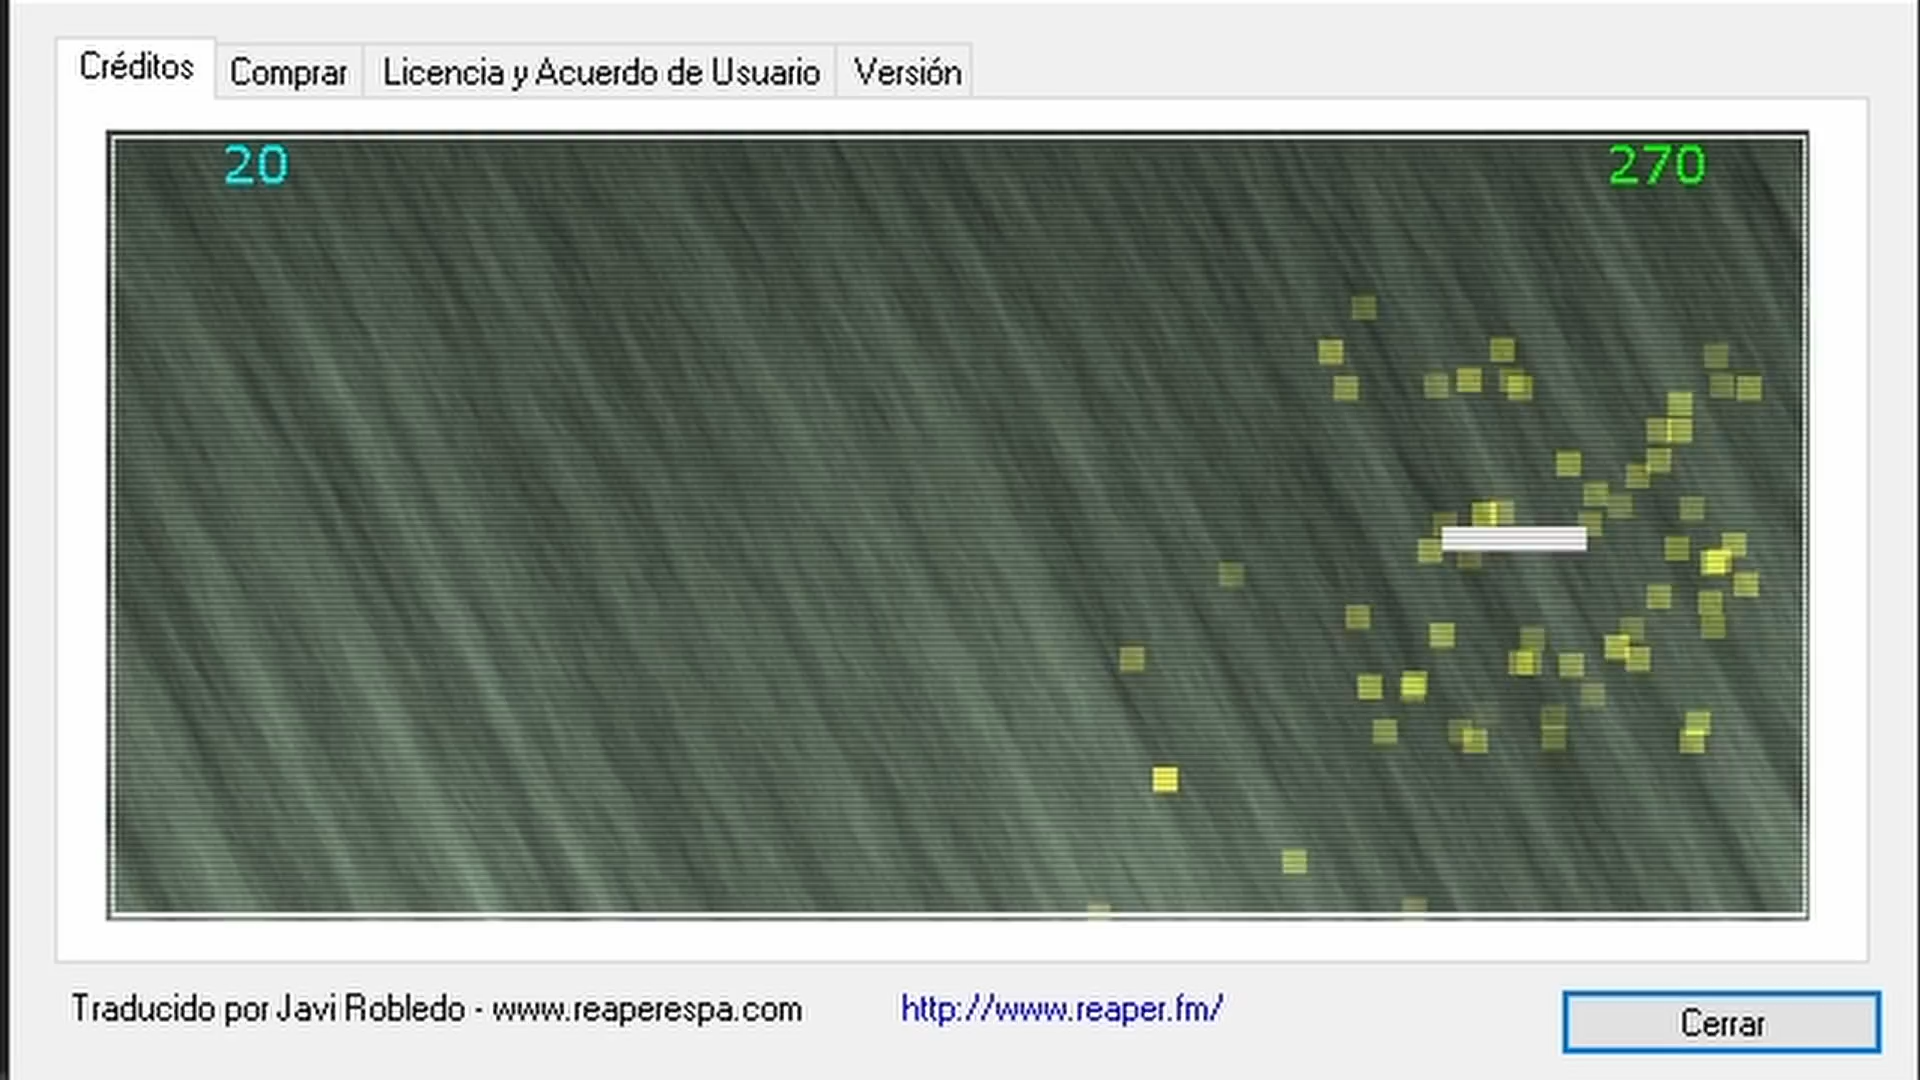 Créditos
Comprar
Licencia y Acuerdo de Usuario
Versión
20
270
Traducido por Javi Robledo - www.reaperespa.com
http://www.reaper.fm/
Cerrar